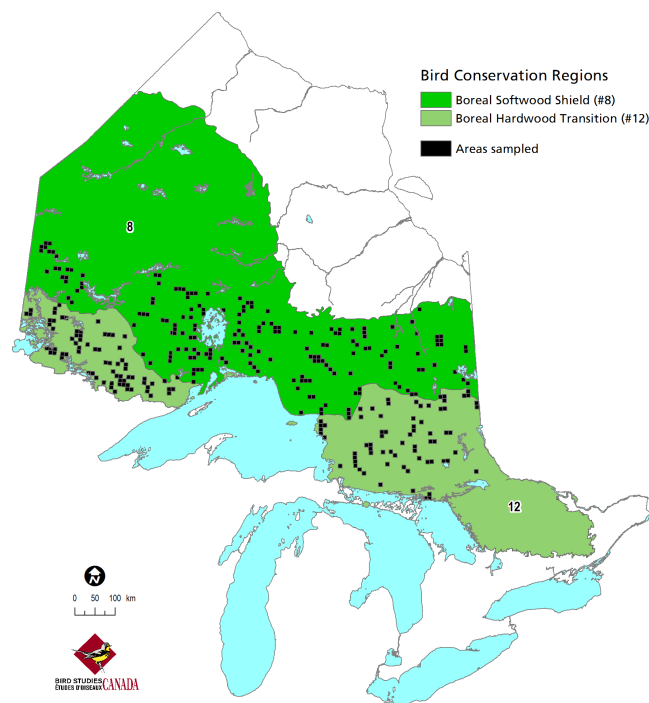 Bird Conservation Regions
Boreal Softwood Shield (#8)
Boreal Hardwood Transition (#12)
Areas sampled
8
12
N
0 50 100 km
BIRD STUDIES
ÉTUDES D'OISEAUX CANADA